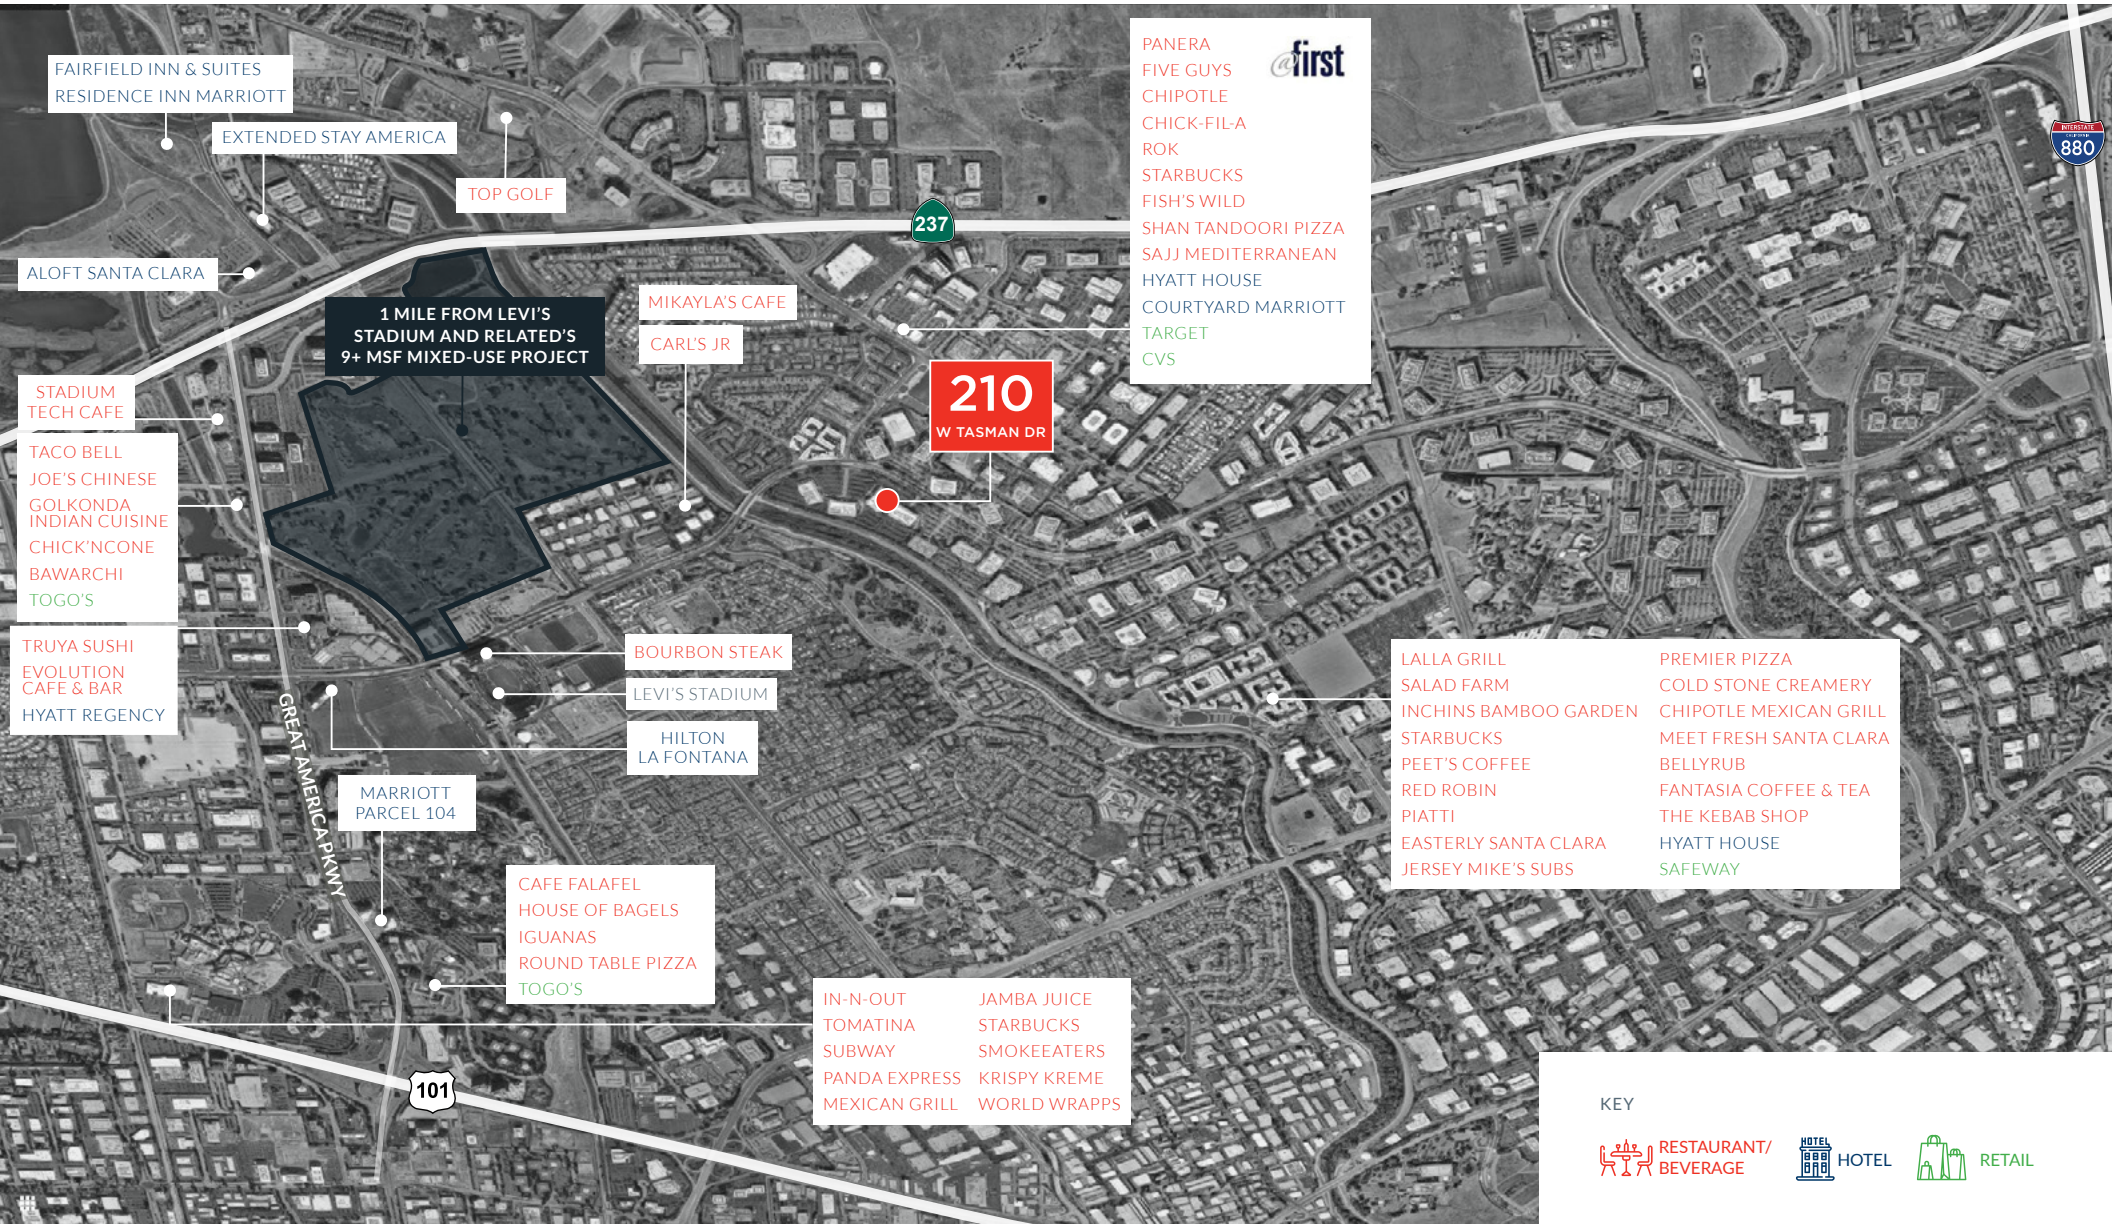 FAIRFIELD INN & SUITES
RESIDENCE INN MARRIOTT
EXTENDED STAY AMERICA
TOP GOLF
ALOFT SANTA CLARA
237
PANERA
FIVE GUYS
CHIPOTLE
CHICK-FIL-A
ROK
STARBUCKS
FISH'S WILD
SHAN TANDOORI PIZZA
SAJJ MEDITERRANEAN
HYATT HOUSE
COURTYARD MARRIOTT
TARGET
CVS
@first
INTERSTATE
CALIFORNIA
880
1 MILE FROM LEVI'S
STADIUM AND RELATED'S
9+ MSF MIXED-USE PROJECT
MIKAYLA'S CAFE
CARL'S JR
210
W TASMAN DR
STADIUM
TECH CAFE
TACO BELL
JOE'S CHINESE
GOLKONDA
INDIAN CUISINE
CHICK'NCONE
BAWARCHI
TOGO'S
TRUYA SUSHI
EVOLUTION
CAFE & BAR
HYATT REGENCY
BOURBON STEAK
LEVI'S STADIUM
HILTON
LA FONTANA
GREAT AMERICA PKWY
MARRIOTT
PARCEL 104
LALLA GRILL
SALAD FARM
INCHINS BAMBOO GARDEN
STARBUCKS
PEET'S COFFEE
RED ROBIN
PIATTI
EASTERLY SANTA CLARA
JERSEY MIKE'S SUBS
PREMIER PIZZA
COLD STONE CREAMERY
CHIPOTLE MEXICAN GRILL
MEET FRESH SANTA CLARA
BELLYRUB
FANTASIA COFFEE & TEA
THE KEBAB SHOP
HYATT HOUSE
SAFEWAY
CAFE FALAFEL
HOUSE OF BAGELS
IGUANAS
ROUND TABLE PIZZA
TOGO'S
IN-N-OUT
TOMATINA
SUBWAY
PANDA EXPRESS
MEXICAN GRILL
JAMBA JUICE
STARBUCKS
SMOKEEATERS
KRISPY KREME
WORLD WRAPPS
101
KEY
RESTAURANT/
BEVERAGE
HOTEL
HOTEL
RETAIL